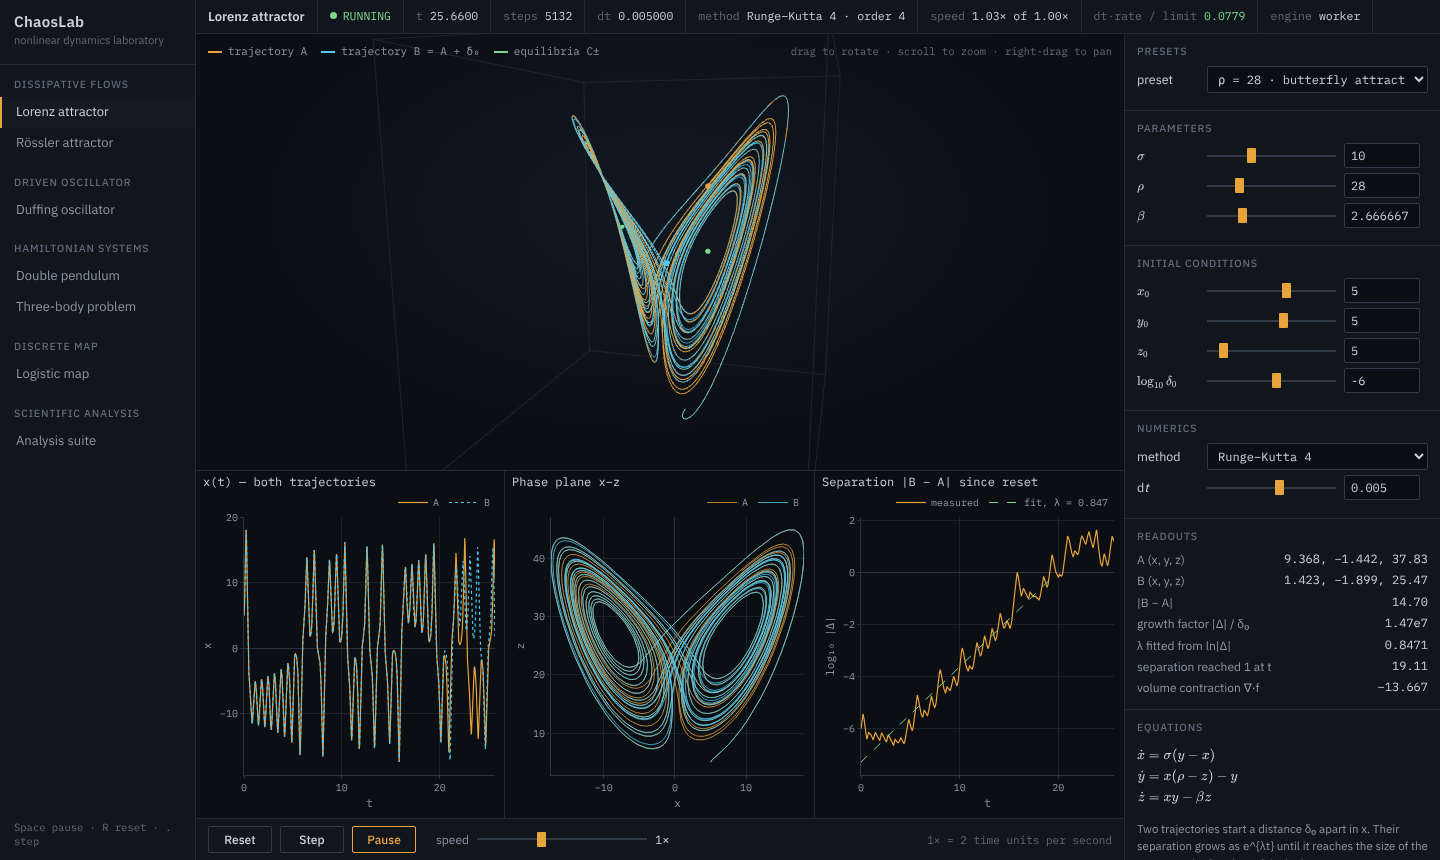 ChaosLab
nonlinear dynamics laboratory
DISSIPATIVE FLOWS
Lorenz attractor
Rössler attractor
DRIVEN OSCILLATOR
Duffing oscillator
HAMILTONIAN SYSTEMS
Double pendulum
Three-body problem
DISCRETE MAP
Logistic map
SCIENTIFIC ANALYSIS
Analysis suite
Space pause · R reset · .
step
Lorenz attractor RUNNING t 25.6600 steps 5132 dt 0.005000 method Runge–Kutta 4 · order 4 speed 1.03× of 1.00× dt·rate / limit 0.0779 engine worker
trajectory A trajectory B = A + δ₀ equilibria C± drag to rotate · scroll to zoom · right-drag to pan
x(t) — both trajectories
A B
20
10
0
−10
x
0 10 20
t
Phase plane x–z
A B
40
30
20
10
z
−10 0 10
x
Separation |B − A| since reset
measured fit, λ = 0.847
2
0
−2
−4
−6
log₁₀ |Δ|
0 10 20
t
Reset Step Pause speed 1× 1× = 2 time units per second
PRESETS
preset ρ = 28 · butterfly attract
PARAMETERS
σ 10
ρ 28
β 2.666667
INITIAL CONDITIONS
x₀ 5
y₀ 5
z₀ 5
log₁₀ δ₀ -6
NUMERICS
method Runge–Kutta 4
dt 0.005
READOUTS
A (x, y, z) 9.368, −1.442, 37.83
B (x, y, z) 1.423, −1.899, 25.47
|B − A| 14.70
growth factor |Δ| / δ₀ 1.47e7
λ fitted from ln|Δ| 0.8471
separation reached 1 at t 19.11
volume contraction ∇·f −13.667
EQUATIONS
ẋ = σ(y − x)
ẏ = x(ρ − z) − y
ż = xy − βz
Two trajectories start a distance δ₀ apart in x. Their
separation grows as e^{λt} until it reaches the size of the